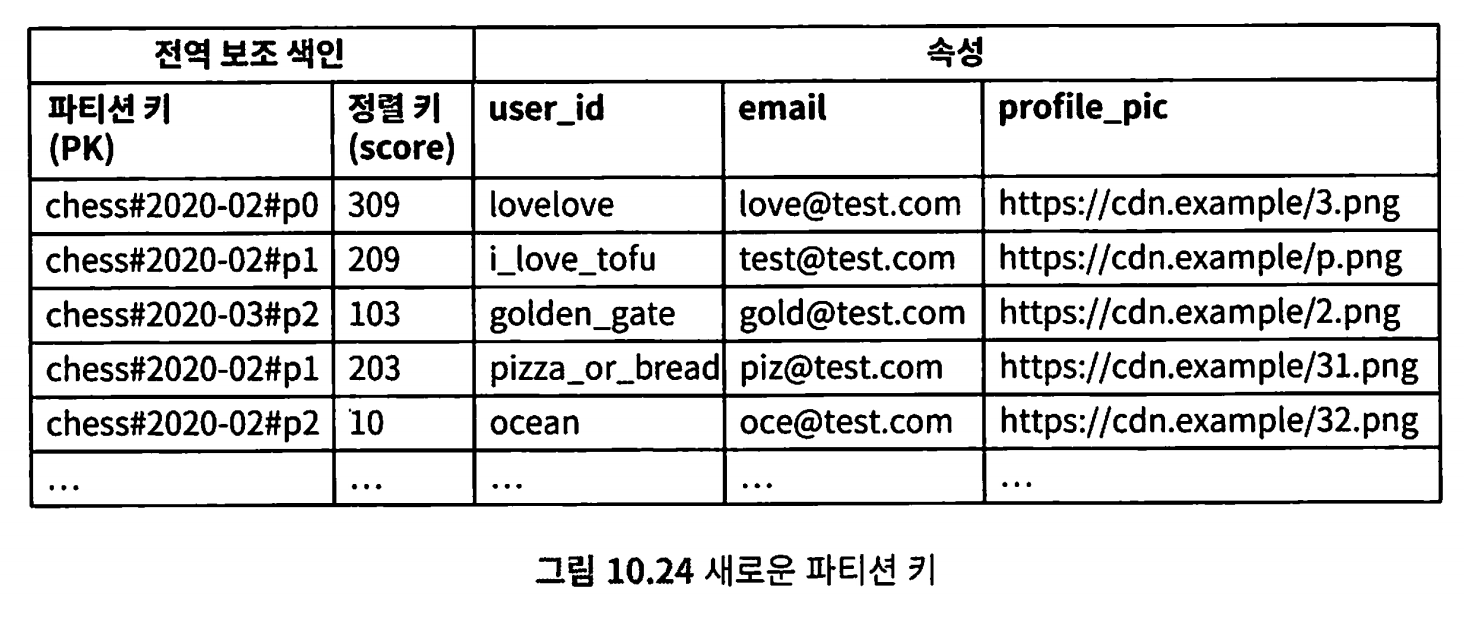 전역 보조 색인 속성
파티션 키 정렬 키 user_id email profile_pic
(PK) (score)
chess#2020-02#p0 309 lovelove love@test.com https://cdn.example/3.png
chess#2020-02#p1 209 i_love_tofu test@test.com https://cdn.example/p.png
chess#2020-03#p2 103 golden_gate gold@test.com https://cdn.example/2.png
chess#2020-02#p1 203 pizza_or_bread piz@test.com https://cdn.example/31.png
chess#2020-02#p2 10 ocean oce@test.com https://cdn.example/32.png
... ... ... ... ...
그림 10.24 새로운 파티션 키